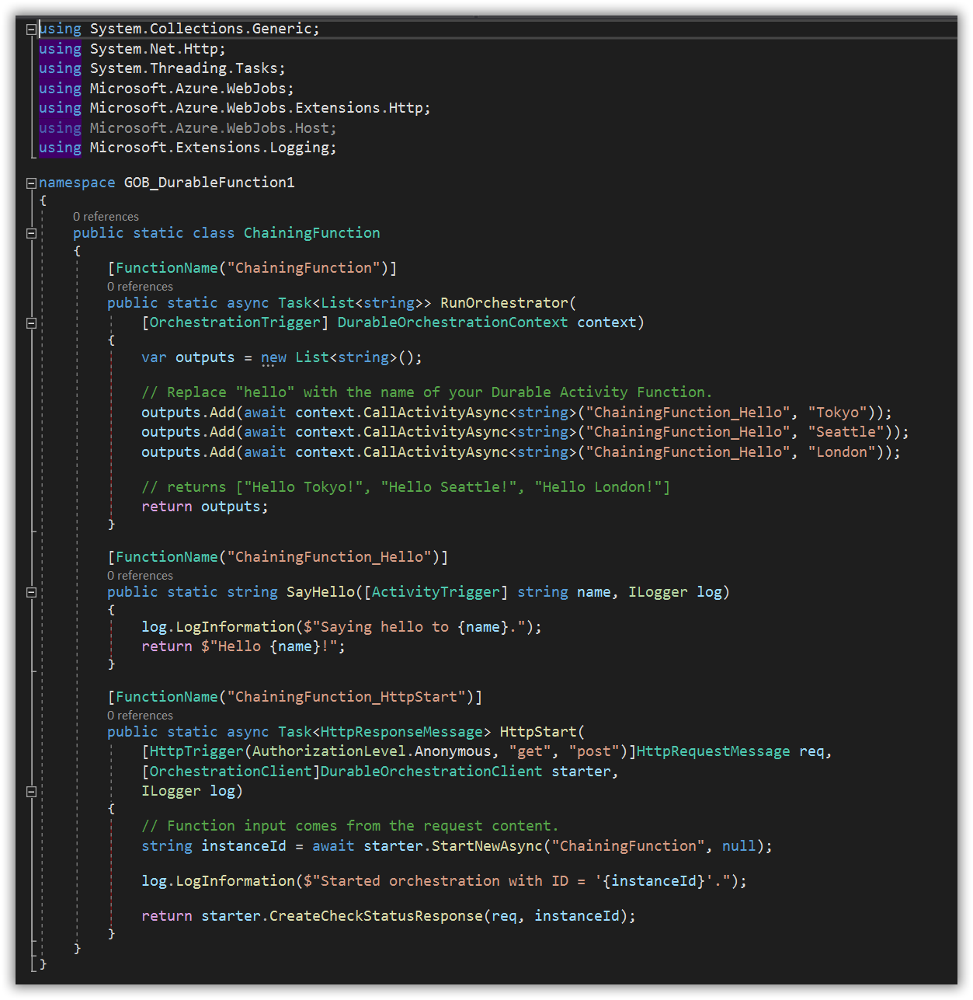 using System.Collections.Generic;
using System.Net.Http;
using System.Threading.Tasks;
using Microsoft.Azure.WebJobs;
using Microsoft.Azure.WebJobs.Extensions.Http;
using Microsoft.Azure.WebJobs.Host;
using Microsoft.Extensions.Logging;
namespace GOB_DurableFunction1
{
0 references
public static class ChainingFunction
{
[FunctionName("ChainingFunction")]
0 references
public static async Task<List<string>> RunOrchestrator(
[OrchestrationTrigger] DurableOrchestrationContext context)
{
var outputs = new List<string>();
// Replace "hello" with the name of your Durable Activity Function.
outputs.Add(await context.CallActivityAsync<string>("ChainingFunction_Hello", "Tokyo"));
outputs.Add(await context.CallActivityAsync<string>("ChainingFunction_Hello", "Seattle"));
outputs.Add(await context.CallActivityAsync<string>("ChainingFunction_Hello", "London"));
// returns ["Hello Tokyo!", "Hello Seattle!", "Hello London!"]
return outputs;
}
[FunctionName("ChainingFunction_Hello")]
0 references
public static string SayHello([ActivityTrigger] string name, ILogger log)
{
log.LogInformation($"Saying hello to {name}.");
return $"Hello {name}!";
}
[FunctionName("ChainingFunction_HttpStart")]
0 references
public static async Task<HttpResponseMessage> HttpStart(
[HttpTrigger(AuthorizationLevel.Anonymous, "get", "post")]HttpRequestMessage req,
[OrchestrationClient]DurableOrchestrationClient starter,
ILogger log)
{
// Function input comes from the request content.
string instanceId = await starter.StartNewAsync("ChainingFunction", null);
log.LogInformation($"Started orchestration with ID = '{instanceId}'.");
return starter.CreateCheckStatusResponse(req, instanceId);
}
}
}